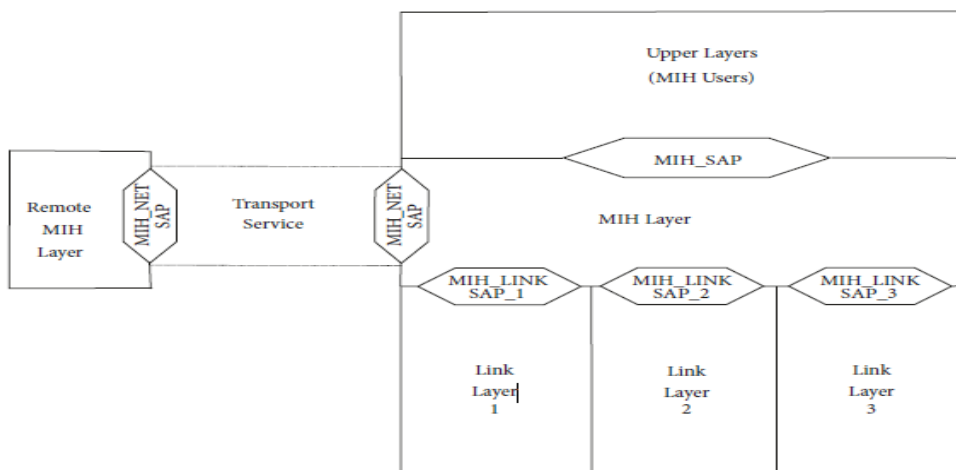 Upper Layers
(MIH Users)
MIH_SAP
Remote
MIH
Layer
MIH_NET
SAP
Transport
Service
MIH_NET
SAP
MIH Layer
MIH_LINK
SAP_1
MIH_LINK
SAP_2
MIH_LINK
SAP_3
Link
Layer
1
Link
Layer
2
Link
Layer
3